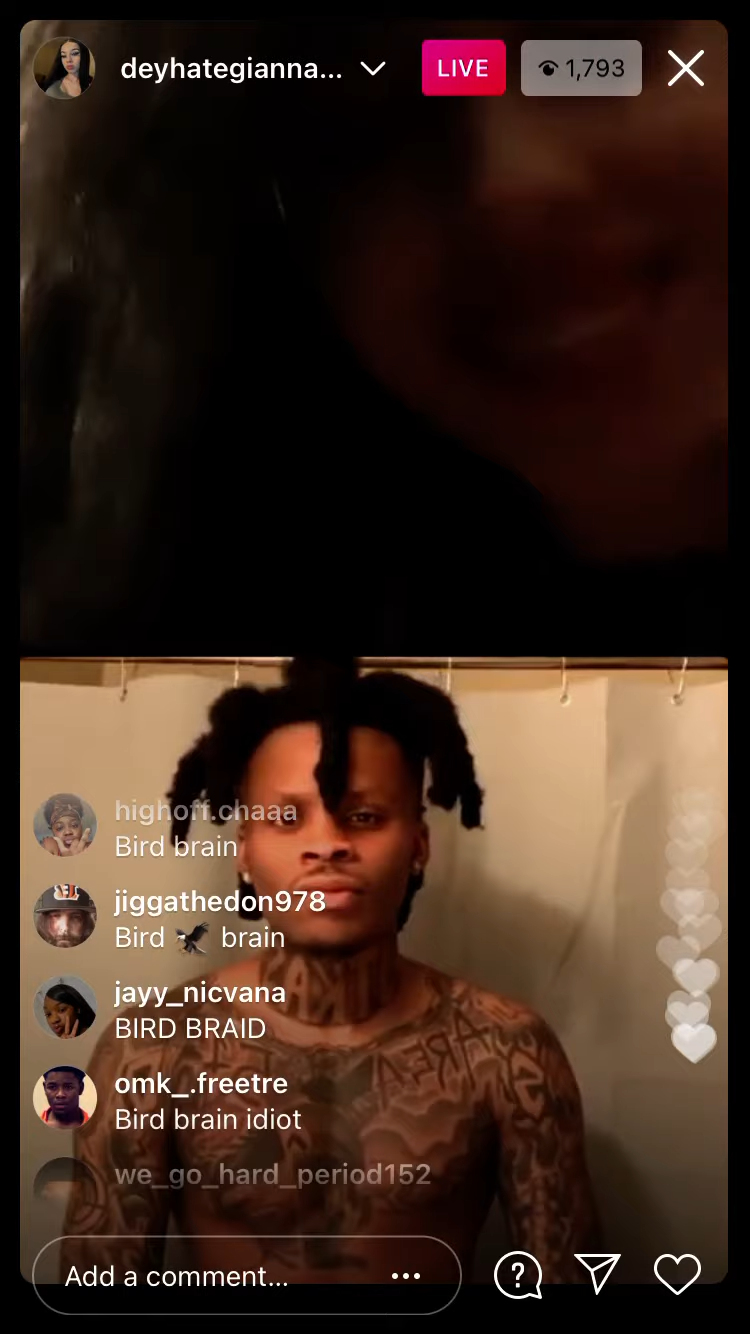 deyhategianna...
LIVE
1,793
highoff.chaaa
Bird brain
jiggathedon978
Bird 🦅 brain
jayy_nicvana
BIRD BRAID
omk_.freetre
Bird brain idiot
we_go_hard_period152
Add a comment...